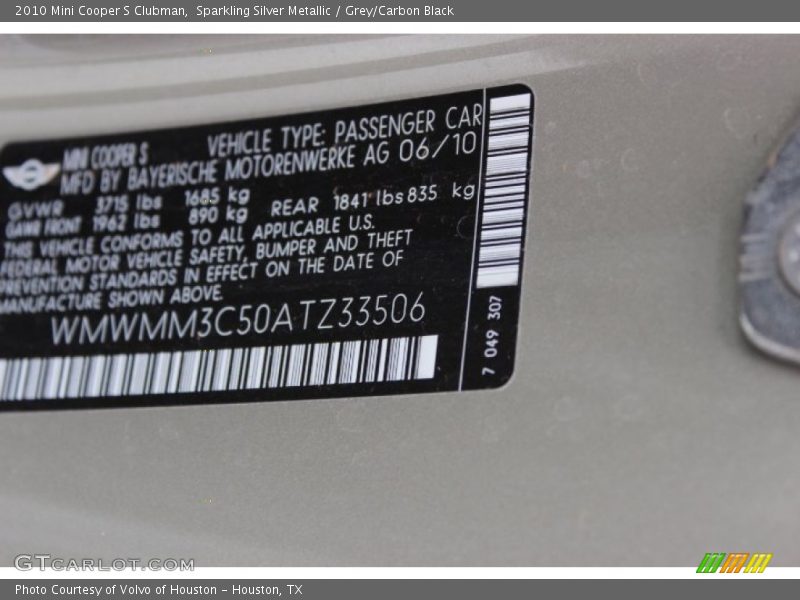 2010 Mini Cooper S Clubman,  Sparkling Silver Metallic / Grey/Carbon Black
MINI COOPER S VEHICLE TYPE: PASSENGER CAR
MFD BY BAYERISCHE MOTORENWERKE AG 06/10
GVWR 3715 lbs 1685 kg
GAWR FRONT 1962 lbs 890 kg REAR 1841 lbs 835 kg
THIS VEHICLE CONFORMS TO ALL APPLICABLE U.S.
FEDERAL MOTOR VEHICLE SAFETY, BUMPER AND THEFT
PREVENTION STANDARDS IN EFFECT ON THE DATE OF
MANUFACTURE SHOWN ABOVE.
WMWMM3C50ATZ33506
7 049 307
GTCARLOT.COM
Photo Courtesy of Volvo of Houston – Houston, TX